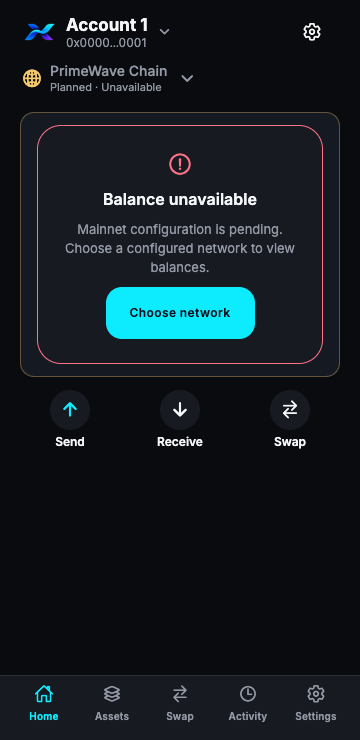 Account 1
0x0000...0001
PrimeWave Chain
Planned · Unavailable
Balance unavailable
Mainnet configuration is pending.
Choose a configured network to view
balances.
Choose network
Send
Receive
Swap
Home
Assets
Swap
Activity
Settings